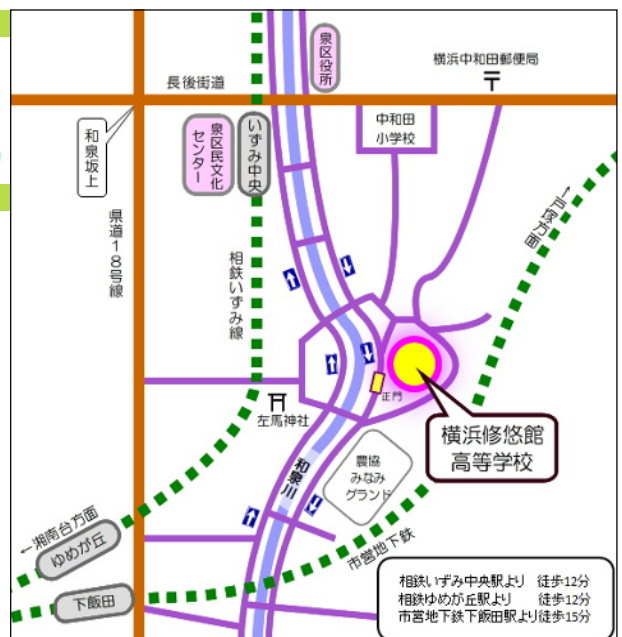 泉区役所
横浜中和田郵便局
長後街道
〒
和泉坂上
泉区民文化
センター
いずみ中央
中和田
小学校
←戸塚方面
県道18号線
相鉄いずみ線
正門
左馬神社
横浜修悠館
高等学校
和泉川
農協
みなみ
グランド
←湘南台方面
ゆめが丘
市営地下鉄
下飯田
相鉄いずみ中央駅より 徒歩12分
相鉄ゆめが丘駅より 徒歩12分
市営地下鉄下飯田駅より徒歩15分